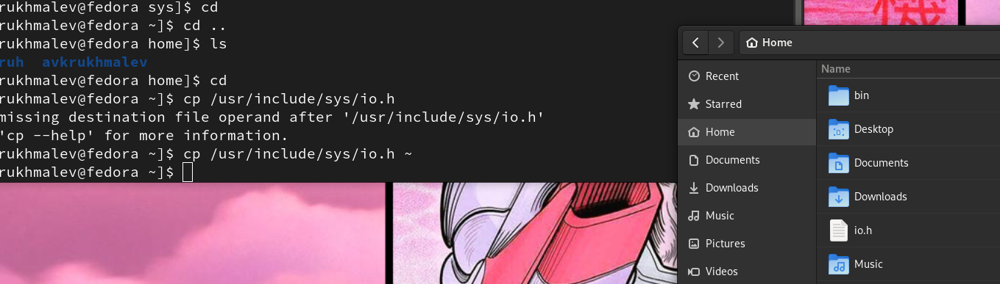 rukhmalev@fedora sys]$ cd
rukhmalev@fedora ~]$ cd ..
rukhmalev@fedora home]$ ls
ruh avkrukhmalev
rukhmalev@fedora home]$ cd
rukhmalev@fedora ~]$ cp /usr/include/sys/io.h
missing destination file operand after '/usr/include/sys/io.h'
'cp --help' for more information.
rukhmalev@fedora ~]$ cp /usr/include/sys/io.h ~
rukhmalev@fedora ~]$
機
Home
Recent
Starred
Home
Documents
Downloads
Music
Pictures
Videos
Name
bin
Desktop
Documents
Downloads
io.h
Music